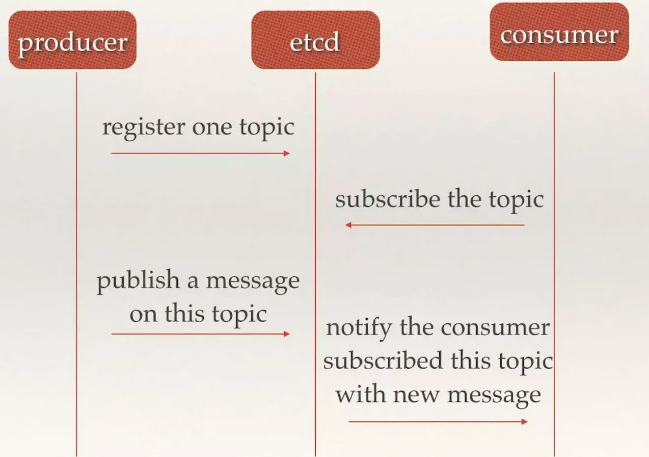 producer
etcd
consumer
register one topic
subscribe the topic
publish a message
on this topic
notify the consumer
subscribed this topic
with new message